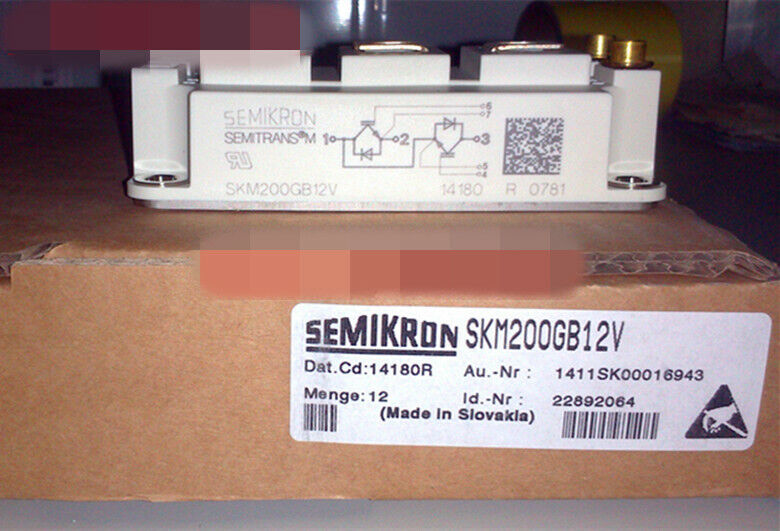 SEMIKRON
SEMITRANS®M
1 2 3
6
7
5
4
SKM200GB12V 14180 R 0781
SEMIKRON SKM200GB12V
Dat.Cd:14180R Au.-Nr : 1411SK00016943
Menge: 12 Id.-Nr : 22892064
(Made in Slovakia)